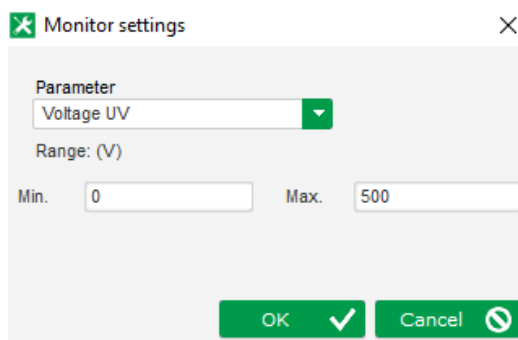 Monitor settings
Parameter
Voltage UV
Range: (V)
Min. 0 Max. 500
OK Cancel